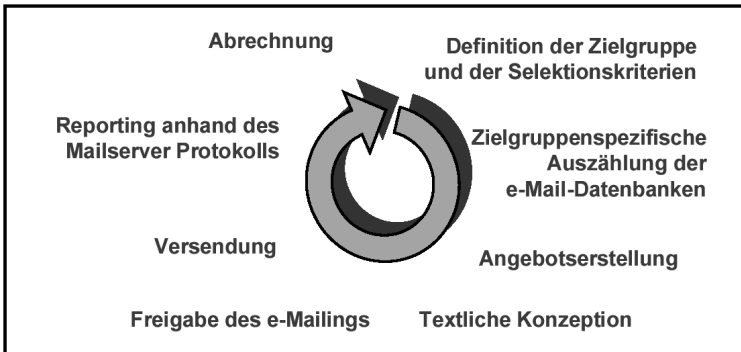 Abrechnung
Definition der Zielgruppe
und der Selektionskriterien
Reporting anhand des
Mailserver Protokolls
Zielgruppenspezifische
Auszählung der
e-Mail-Datenbanken
Versendung
Angebotserstellung
Freigabe des e-Mailings
Textliche Konzeption